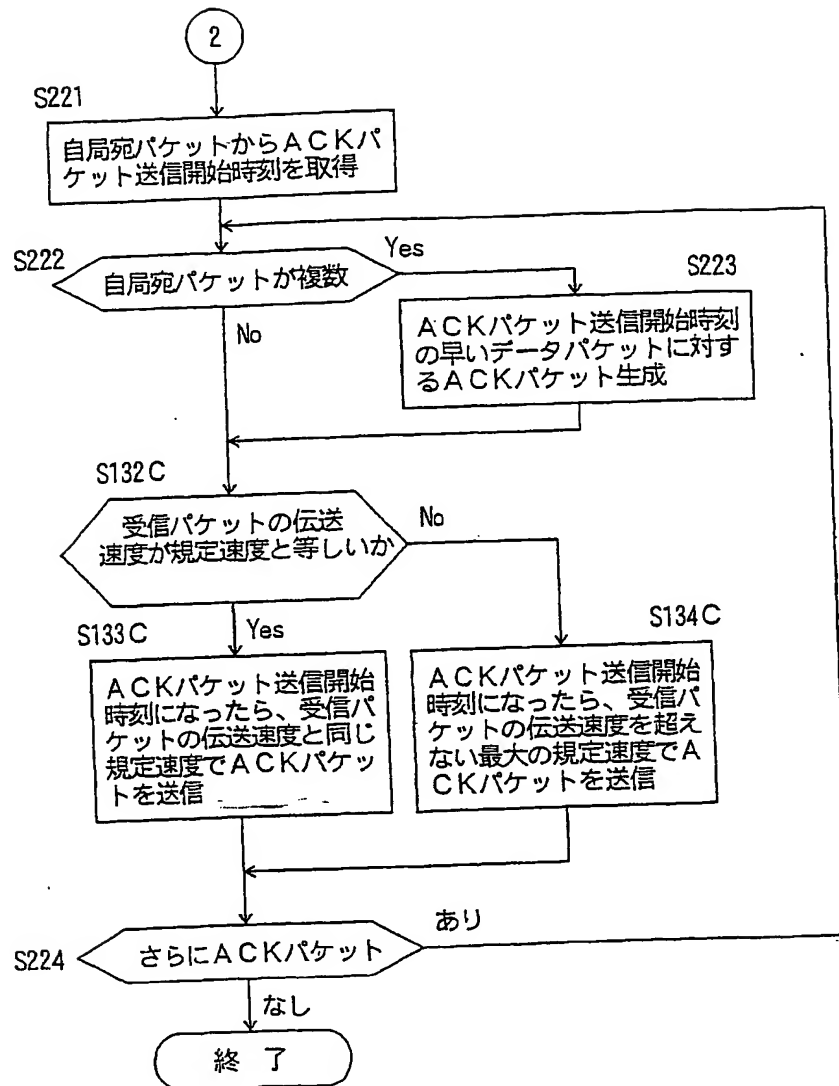 2
S221
自局宛パケットからＡＣＫパ
ケット送信開始時刻を取得
S222
自局宛パケットが複数
Yes
No
S223
ＡＣＫパケット送信開始時刻
の早いデータパケットに対す
るＡＣＫパケット生成
S132C
受信パケットの伝送
速度が規定速度と等しいか
No
Yes
S133C
ＡＣＫパケット送信開始
時刻になったら、受信パ
ケットの伝送速度と同じ
規定速度でＡＣＫパケッ
トを送信
S134C
ＡＣＫパケット送信開始
時刻になったら、受信パ
ケットの伝送速度を超え
ない最大の規定速度でＡ
ＣＫパケットを送信
S224
さらにＡＣＫパケット
あり
なし
終 了